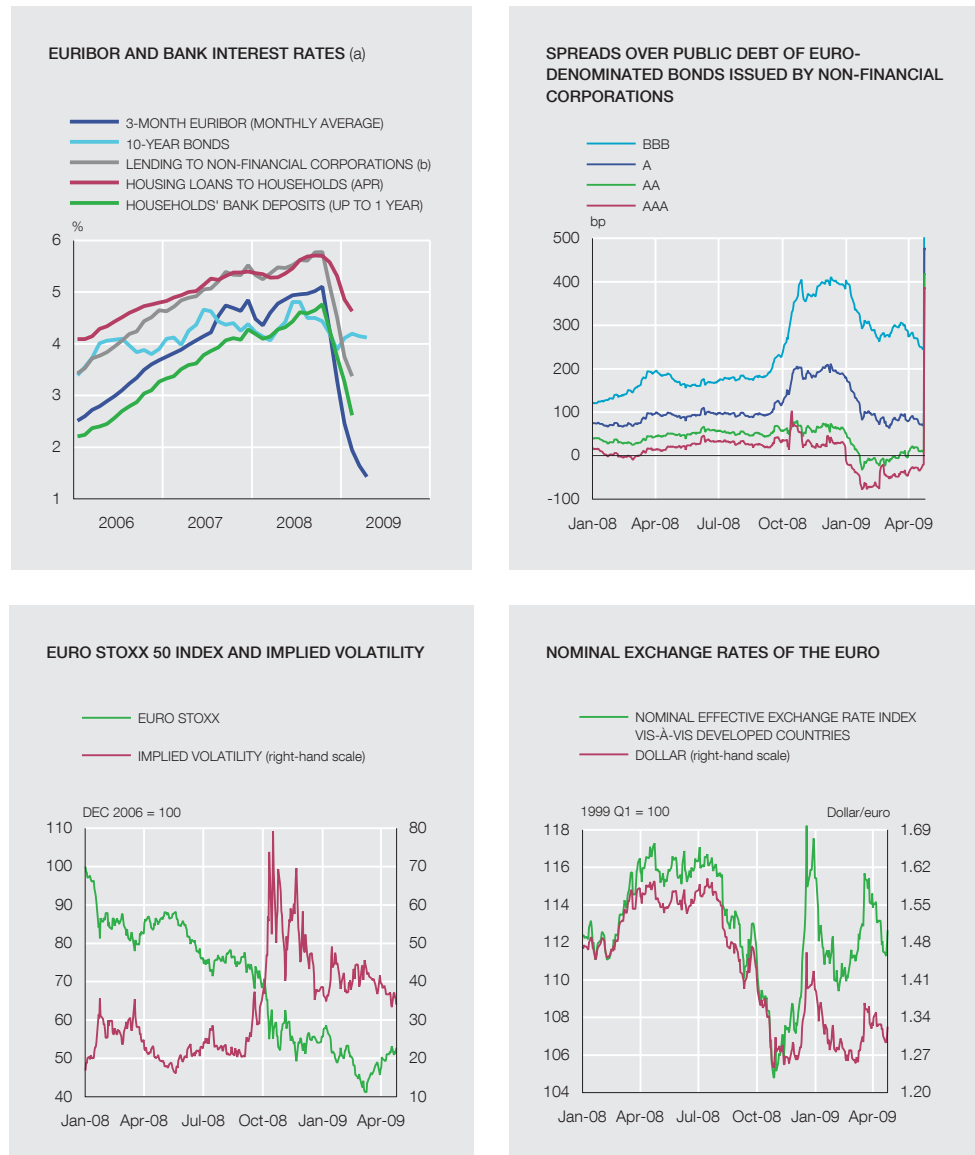 EURIBOR AND BANK INTEREST RATES (a)
3-MONTH EURIBOR (MONTHLY AVERAGE)
10-YEAR BONDS
LENDING TO NON-FINANCIAL CORPORATIONS (b)
HOUSING LOANS TO HOUSEHOLDS (APR)
HOUSEHOLDS' BANK DEPOSITS (UP TO 1 YEAR)
%
6
5
4
3
2
1
2006 2007 2008 2009
SPREADS OVER PUBLIC DEBT OF EURO-
DENOMINATED BONDS ISSUED BY NON-FINANCIAL
CORPORATIONS
BBB
A
AA
AAA
bp
500
400
300
200
100
0
-100
Jan-08 Apr-08 Jul-08 Oct-08 Jan-09 Apr-09
EURO STOXX 50 INDEX AND IMPLIED VOLATILITY
EURO STOXX
IMPLIED VOLATILITY (right-hand scale)
DEC 2006 = 100
110 80
100 70
90 60
80 50
70 40
60 30
50 20
40 10
Jan-08 Apr-08 Jul-08 Oct-08 Jan-09 Apr-09
NOMINAL EXCHANGE RATES OF THE EURO
NOMINAL EFFECTIVE EXCHANGE RATE INDEX
VIS-À-VIS DEVELOPED COUNTRIES
DOLLAR (right-hand scale)
1999 Q1 = 100 Dollar/euro
118 1.69
116 1.62
114 1.55
112 1.48
110 1.41
108 1.34
106 1.27
104 1.20
Jan-08 Apr-08 Jul-08 Oct-08 Jan-09 Apr-09